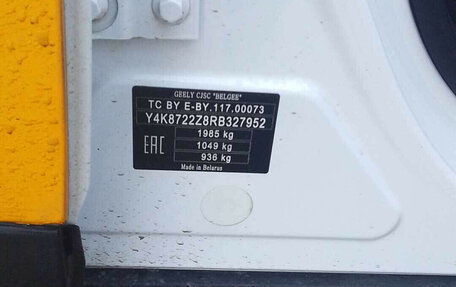 GEELY CJSC "BELGEE"
TC BY E-BY.117.00073
Y4K8722Z8RB327952
1985 kg
EAC 1049 kg
936 kg
Made in Belarus